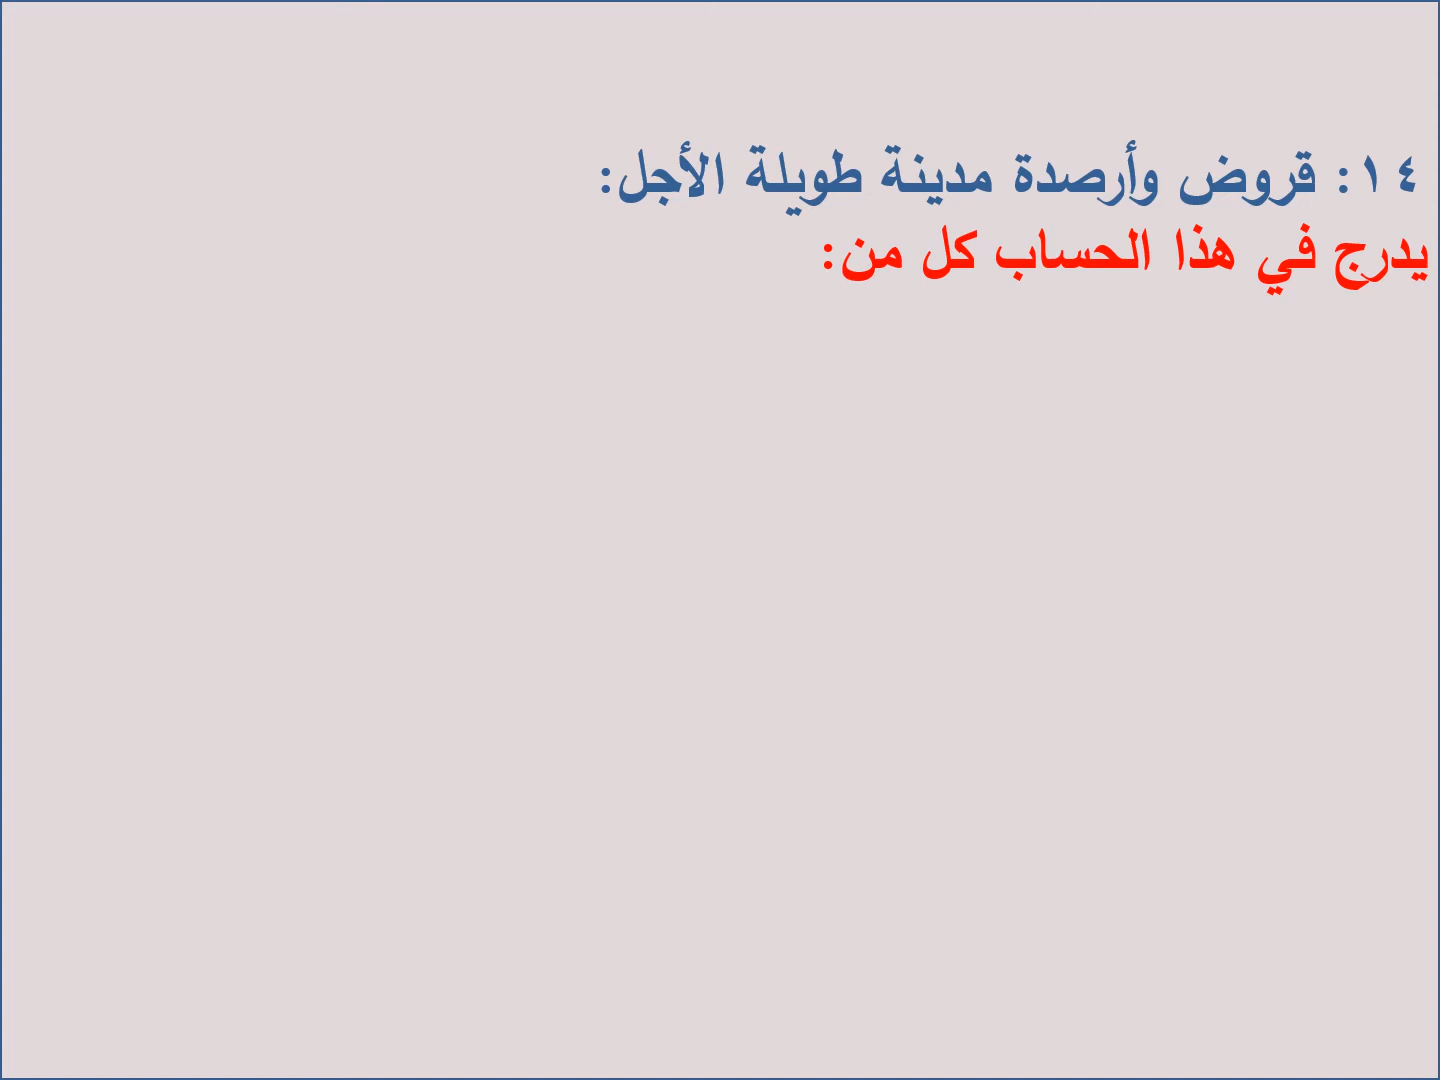 ١٤: قروض وأرصدة مدينة طويلة الأجل:
يدرج في هذا الحساب كل من: